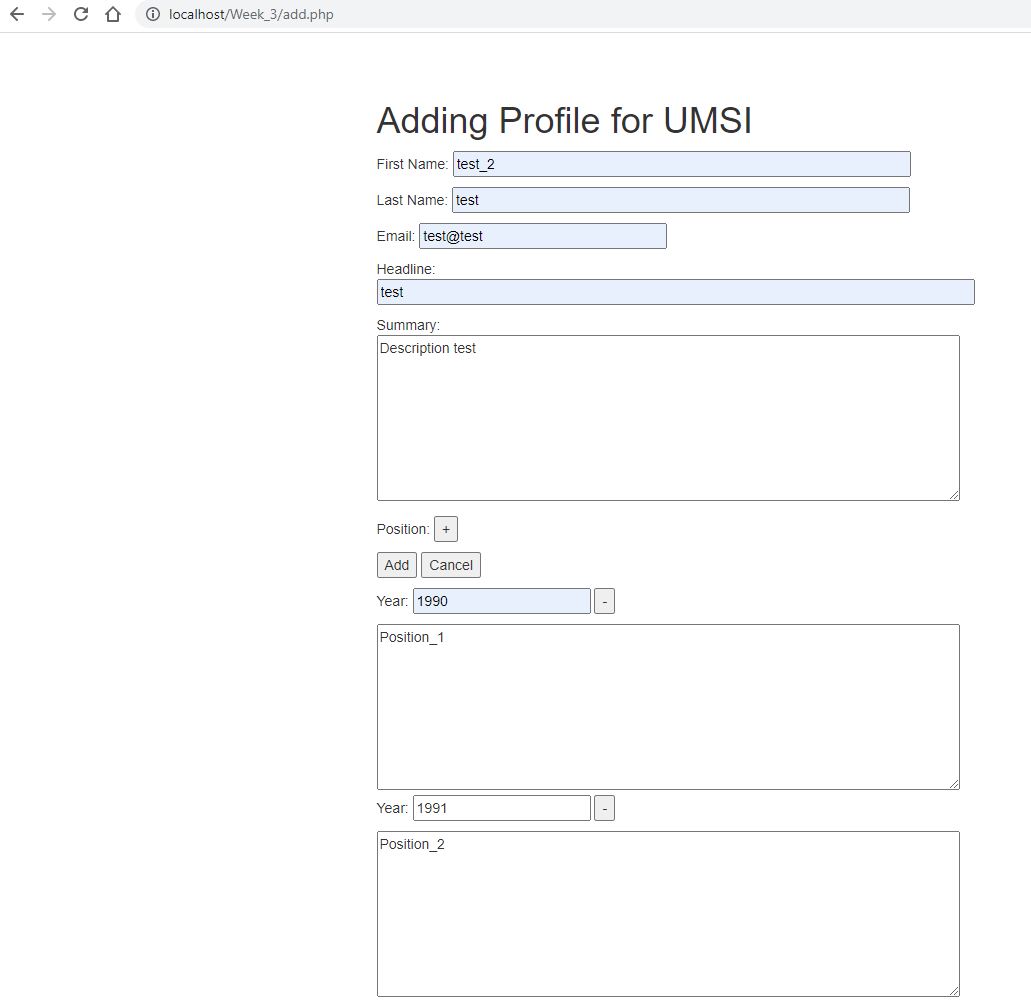 localhost/Week_3/add.php
Adding Profile for UMSI
First Name: test_2
Last Name: test
Email: test@test
Headline:
test
Summary:
Description test
Position: +
Add Cancel
Year: 1990 -
Position_1
Year: 1991 -
Position_2